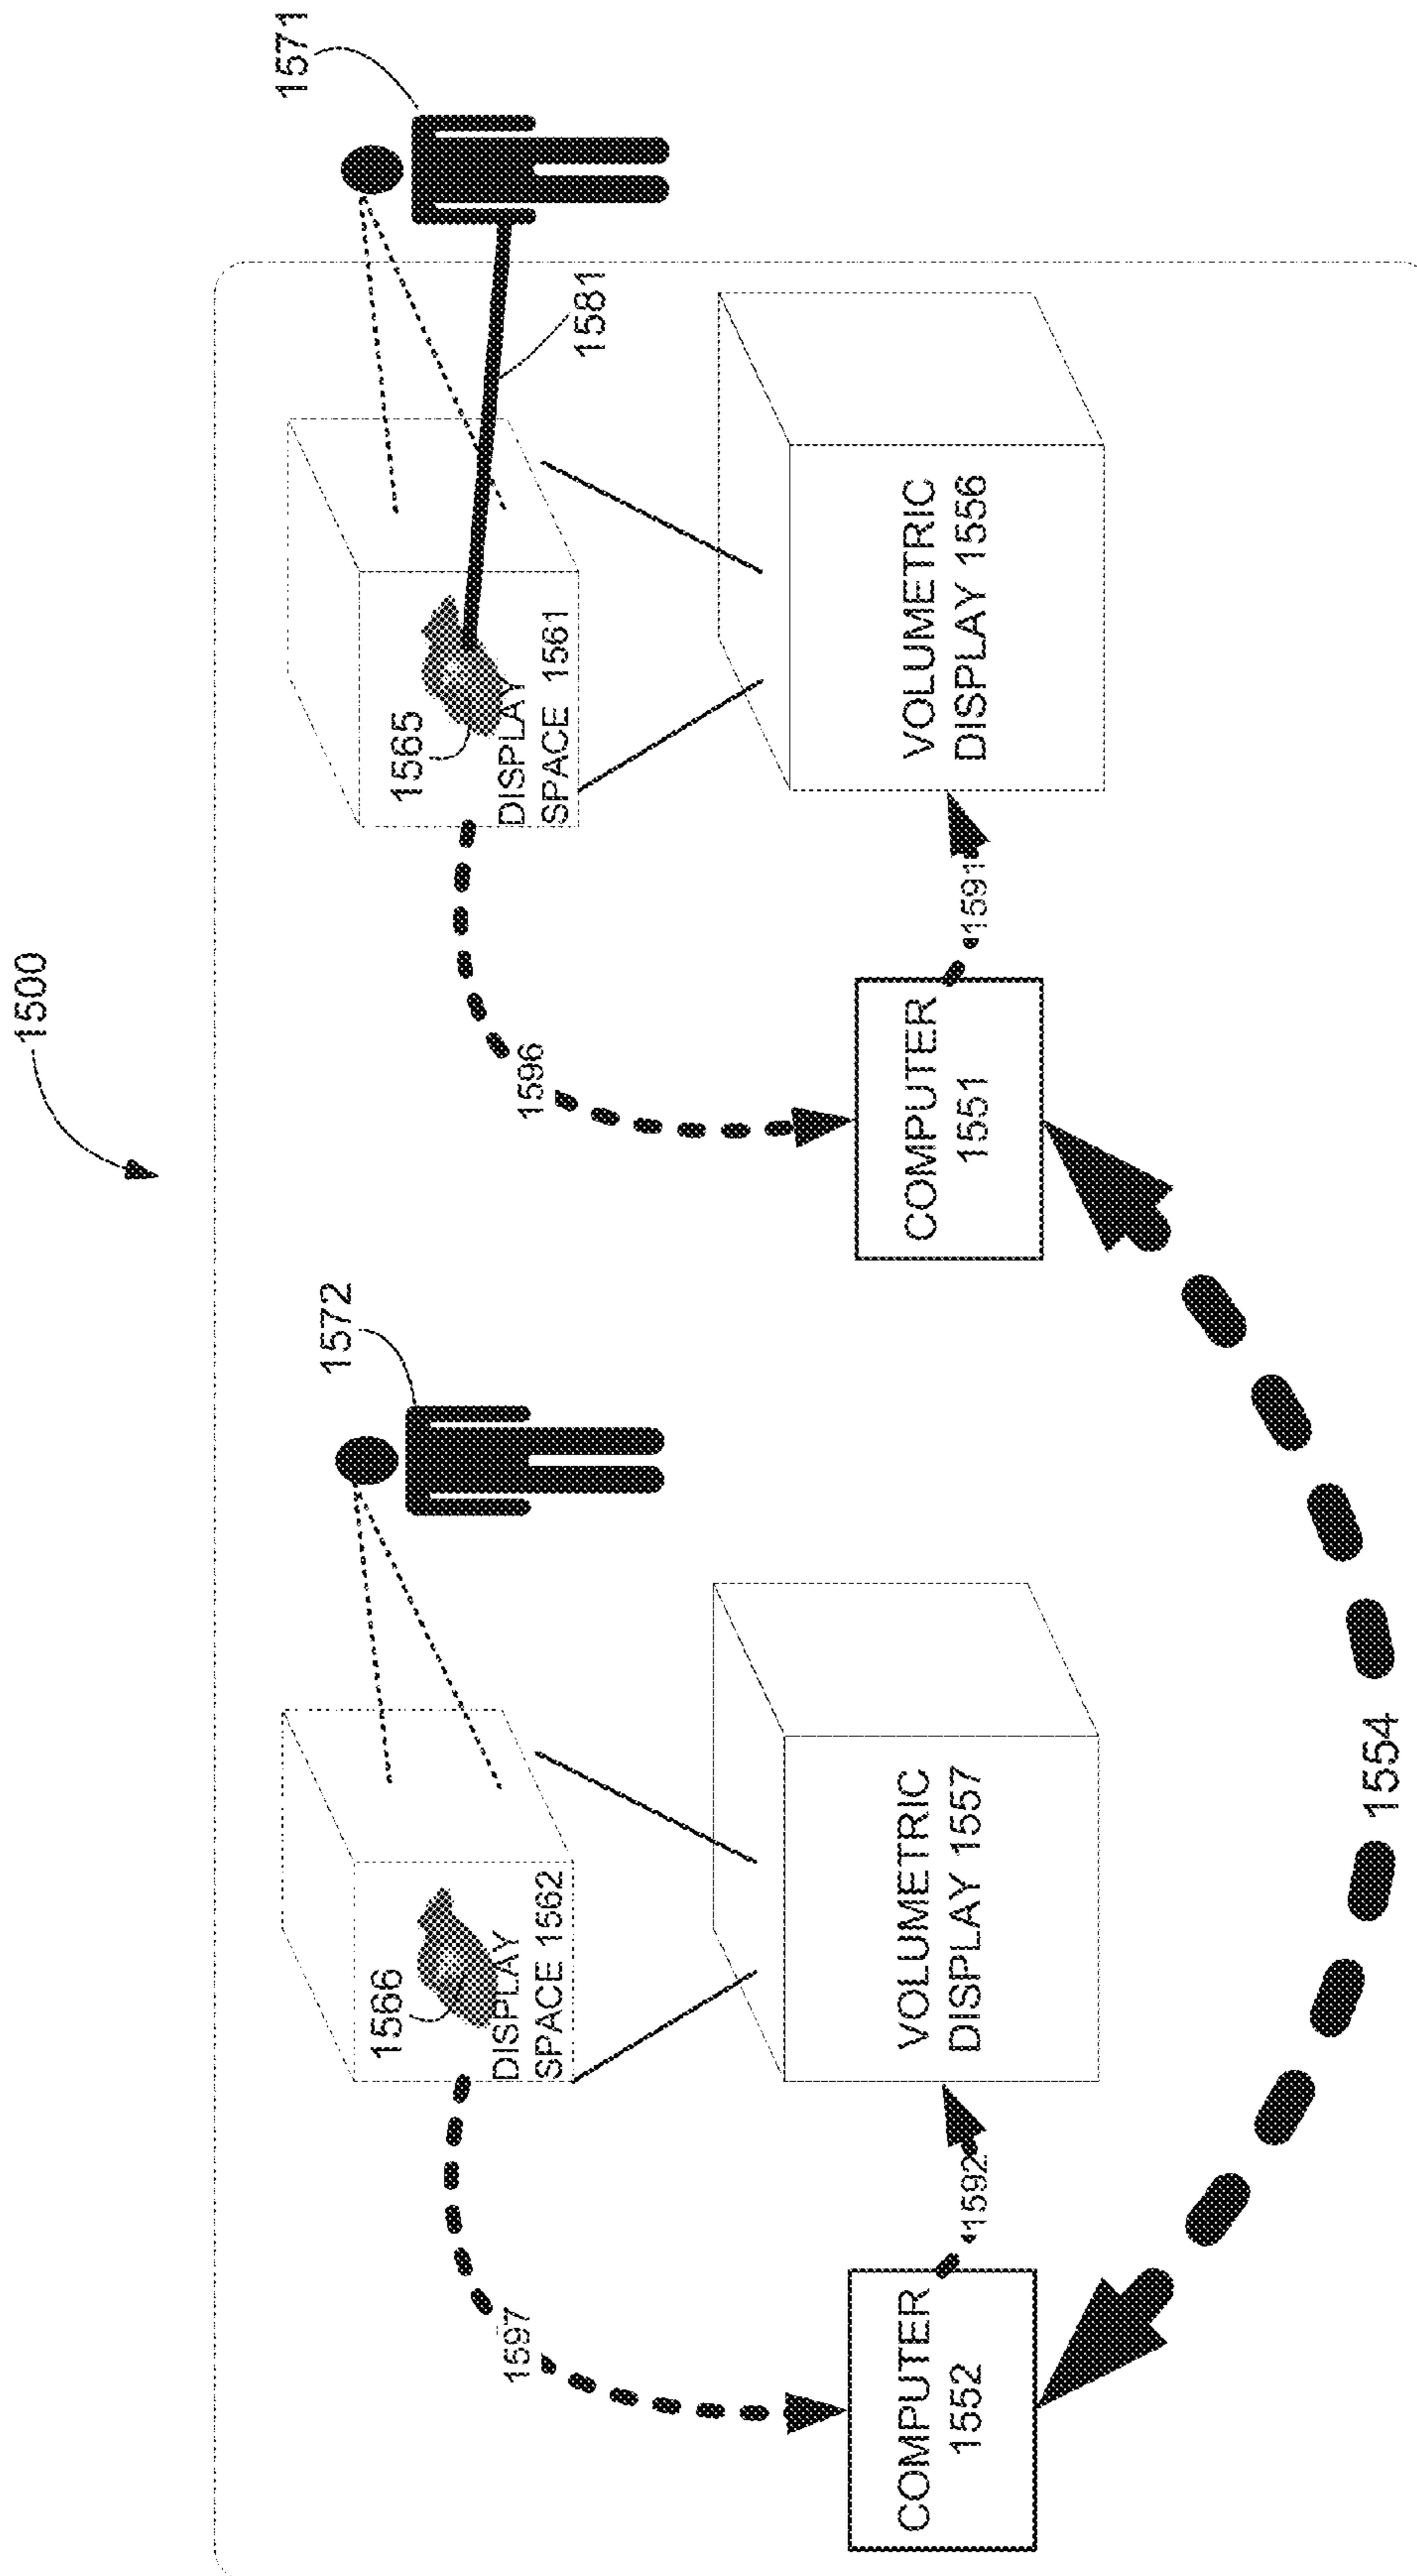 1500
1572
1571
1566
DISPLAY
SPACE 1562
1565
DISPLAY
SPACE 1561
1581
1597
1596
COMPUTER
1552
1592
VOLUMETRIC
DISPLAY 1557
COMPUTER
1551
1591
VOLUMETRIC
DISPLAY 1556
1554